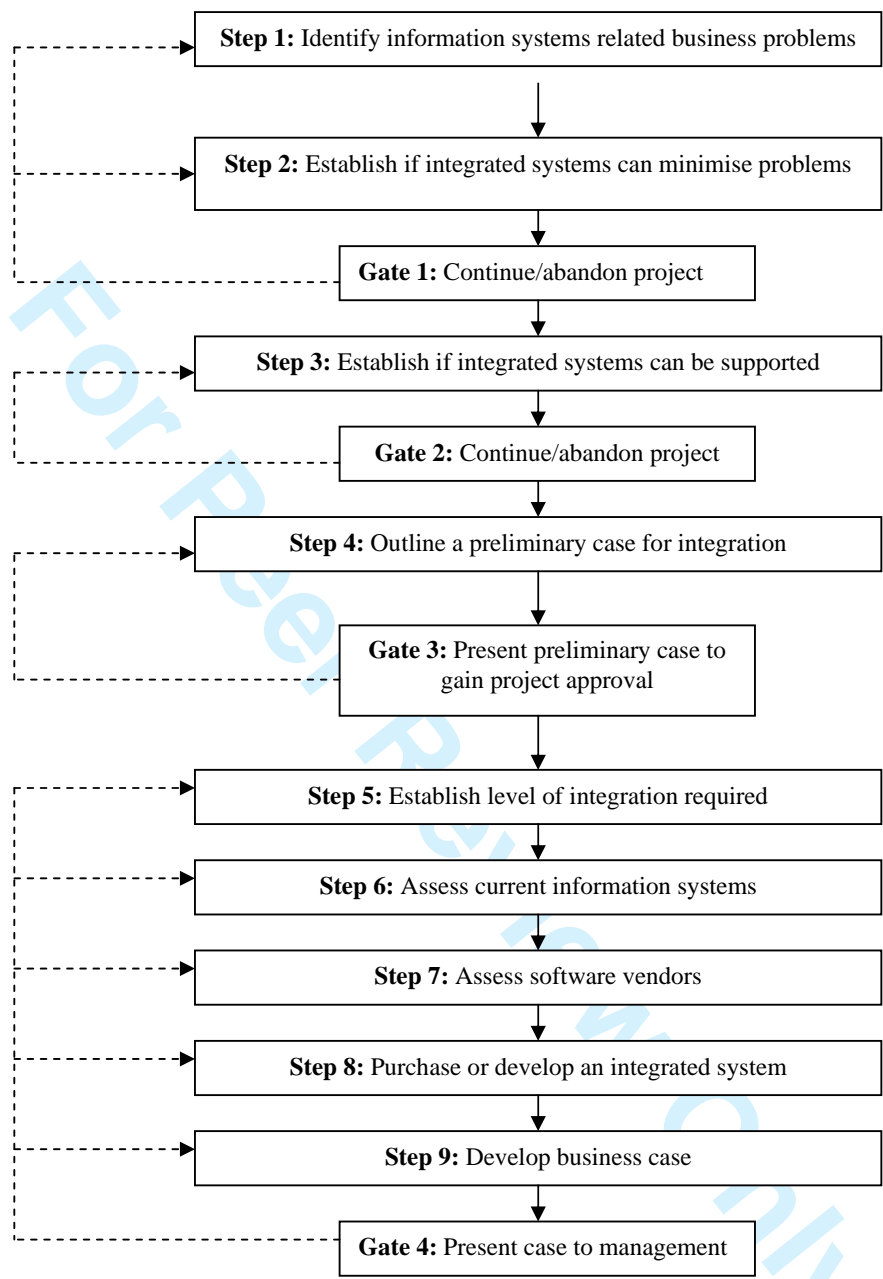 Step 1: Identify information systems related business problems
Step 2: Establish if integrated systems can minimise problems
Gate 1: Continue/abandon project
Step 3: Establish if integrated systems can be supported
Gate 2: Continue/abandon project
Step 4: Outline a preliminary case for integration
Gate 3: Present preliminary case to
gain project approval
Step 5: Establish level of integration required
Step 6: Assess current information systems
Step 7: Assess software vendors
Step 8: Purchase or develop an integrated system
Step 9: Develop business case
Gate 4: Present case to management
For Peer Review Only